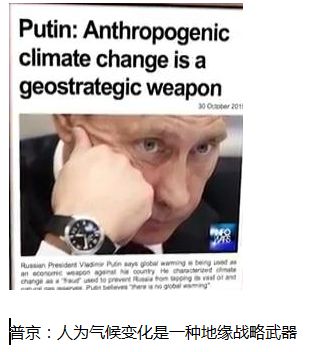 Putin: Anthropogenic
climate change is a
geostrategic weapon
30 October 201
INFO
WARS
Russian President Vladimir Putin says global warming is being used as
an economic weapon against his country. He characterized climate
change as a "fraud" used to prevent Russia from tapping its vast oil and
natural gas reserves. Putin believes "there is no global warming"
普京：人为气候变化是一种地缘战略武器